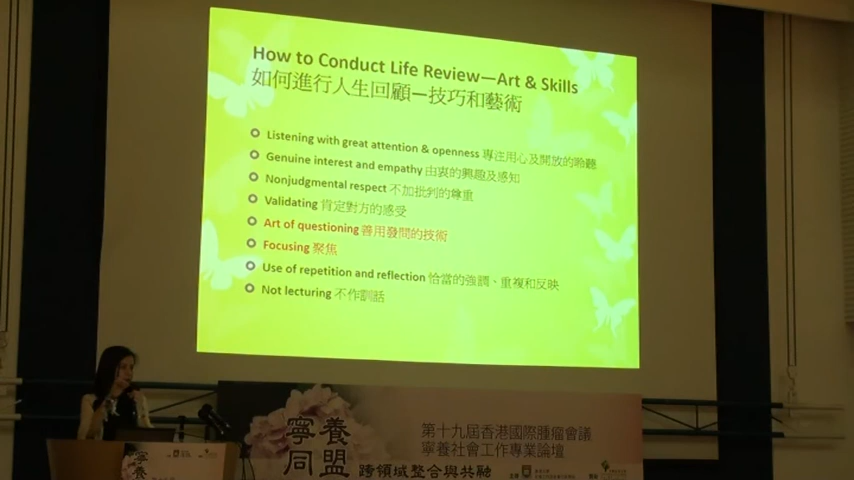 How to Conduct Life Review—Art & Skills
如何進行人生回顧—技巧和藝術
Listening with great attention & openness 專注用心及開放的聆聽
Genuine interest and empathy 由衷的興趣及感知
Nonjudgmental respect 不加批判的尊重
Validating 肯定對方的感受
Art of questioning 善用發問的技術
Focusing 聚焦
Use of repetition and reflection 恰當的強調、重複和反映
Not lecturing 不作訓話
寧養
同盟
跨領域整合與共融
第十九屆香港國際腫瘤會議
寧養社會工作專業論壇
寧養